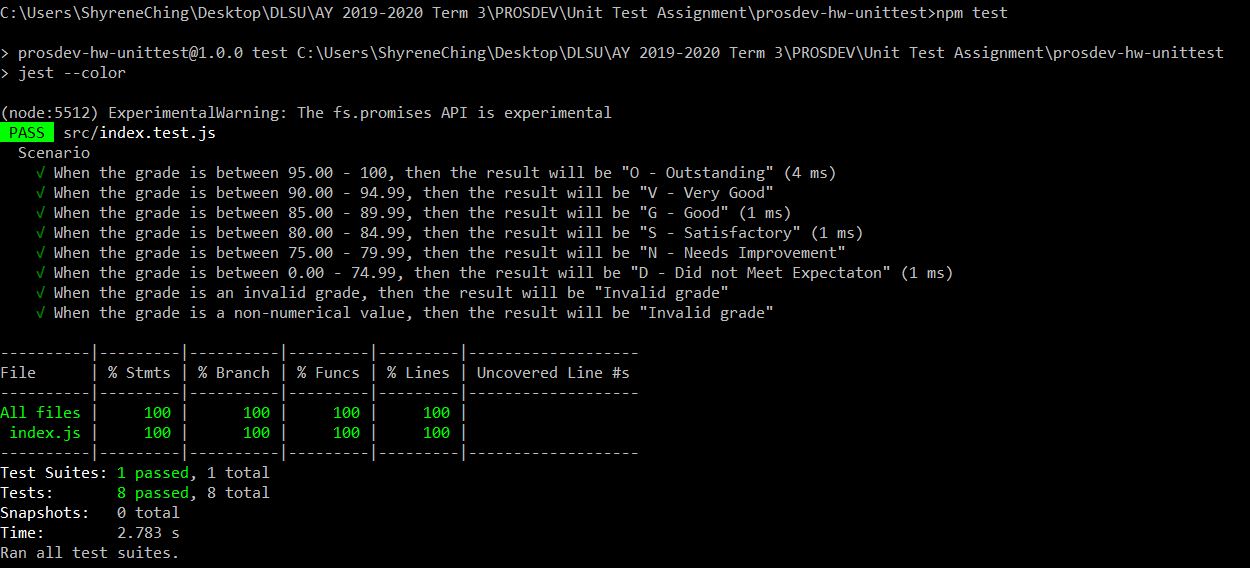 C:\Users\ShyreneChing\Desktop\DLSU\AY 2019-2020 Term 3\PROSDEV\Unit Test Assignment\prosdev-hw-unittest>npm test
> prosdev-hw-unittest@1.0.0 test C:\Users\ShyreneChing\Desktop\DLSU\AY 2019-2020 Term 3\PROSDEV\Unit Test Assignment\prosdev-hw-unittest
> jest --color
(node:5512) ExperimentalWarning: The fs.promises API is experimental
PASS src/index.test.js
Scenario
√ When the grade is between 95.00 - 100, then the result will be "O - Outstanding" (4 ms)
√ When the grade is between 90.00 - 94.99, then the result will be "V - Very Good"
√ When the grade is between 85.00 - 89.99, then the result will be "G - Good" (1 ms)
√ When the grade is between 80.00 - 84.99, then the result will be "S - Satisfactory" (1 ms)
√ When the grade is between 75.00 - 79.99, then the result will be "N - Needs Improvement"
√ When the grade is between 0.00 - 74.99, then the result will be "D - Did not Meet Expectaton" (1 ms)
√ When the grade is an invalid grade, then the result will be "Invalid grade"
√ When the grade is a non-numerical value, then the result will be "Invalid grade"
----------|---------|----------|---------|---------|-------------------
File      | % Stmts | % Branch | % Funcs | % Lines | Uncovered Line #s
----------|---------|----------|---------|---------|-------------------
All files |     100 |      100 |     100 |     100 |
 index.js |     100 |      100 |     100 |     100 |
----------|---------|----------|---------|---------|-------------------
Test Suites: 1 passed, 1 total
Tests:       8 passed, 8 total
Snapshots:   0 total
Time:        2.783 s
Ran all test suites.